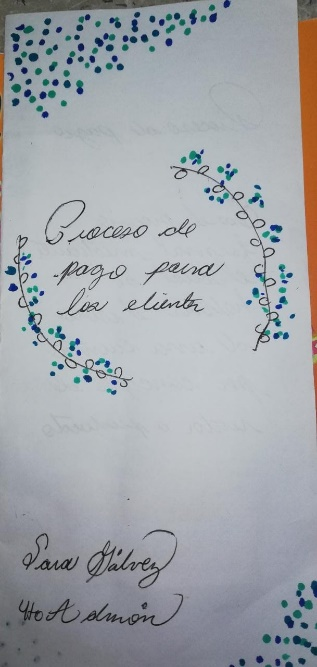 Proceso de
pago para
los clientes
Sara Gálvez
4to Admón